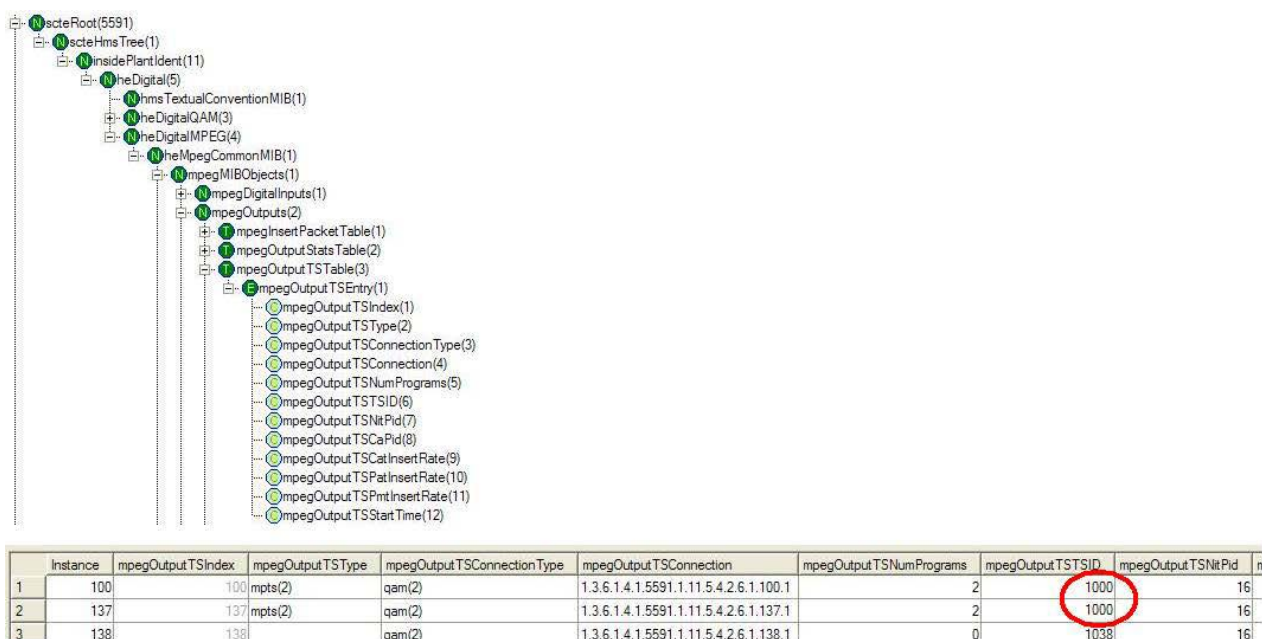 scteRoot(5591)
scteHmsTree(1)
insidePlantIdent(11)
heDigital(5)
hmsTextualConventionMIB(1)
heDigitalQAM(3)
heDigitalMPEG(4)
heMpegCommonMIB(1)
mpegMIBObjects(1)
mpegDigitalInputs(1)
mpegOutputs(2)
mpegInsertPacketTable(1)
mpegOutputStatsTable(2)
mpegOutputTSTable(3)
mpegOutputTSEntry(1)
mpegOutputTSIndex(1)
mpegOutputTSType(2)
mpegOutputTSConnectionType(3)
mpegOutputTSConnection(4)
mpegOutputTSNumPrograms(5)
mpegOutputTSTSID(6)
mpegOutputTSNitPid(7)
mpegOutputTSCaPid(8)
mpegOutputTSCatInsertRate(9)
mpegOutputTSPatInsertRate(10)
mpegOutputTSPmtInsertRate(11)
mpegOutputTSStartTime(12)
Instance mpegOutputTSIndex mpegOutputTSType mpegOutputTSConnectionType mpegOutputTSConnection mpegOutputTSNumPrograms mpegOutputTSTSID mpegOutputTSNitPid
1 100 100 mpts(2) qam(2) 1.3.6.1.4.1.5591.1.11.5.4.2.6.1.100.1 2 1000 16
2 137 137 mpts(2) qam(2) 1.3.6.1.4.1.5591.1.11.5.4.2.6.1.137.1 2 1000 16
3 138 138 qam(2) 1.3.6.1.4.1.5591.1.11.5.4.2.6.1.138.1 0 1038 16